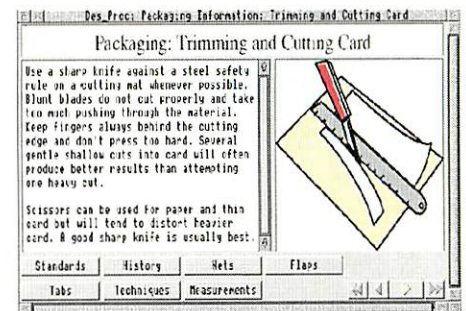 Des_Proc: Packaging Information: Trimming and Cutting Card
Packaging: Trimming and Cutting Card
Use a sharp knife against a steel safety
rule on a cutting mat whenever possible.
Blunt blades do not cut properly and take
too much pushing through the material.
Keep fingers always behind the cutting
edge and don't press too hard. Several
gentle shallow cuts into card will often
produce better results than attempting
one heavy cut.
Scissors can be used for paper and thin
card but will tend to distort heavier
card. A good sharp knife is usually best.
Standards History Nets Flaps
Tabs Techniques Measurements